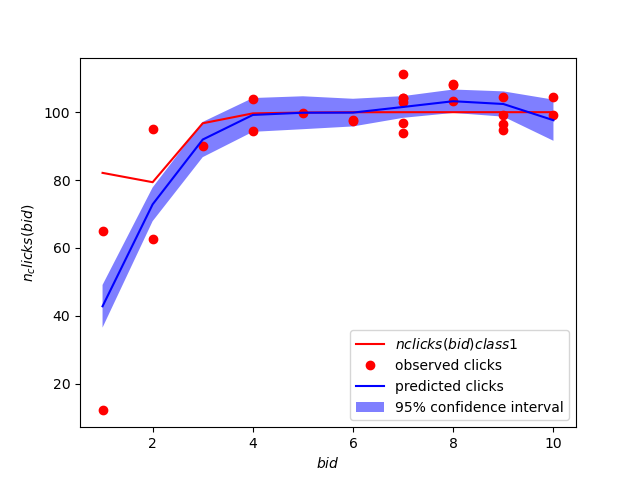 100
80
60
40
20
n_clicks(bid)
nclicks(bid)class1
observed clicks
predicted clicks
95% confidence interval
2 4 6 8 10
bid